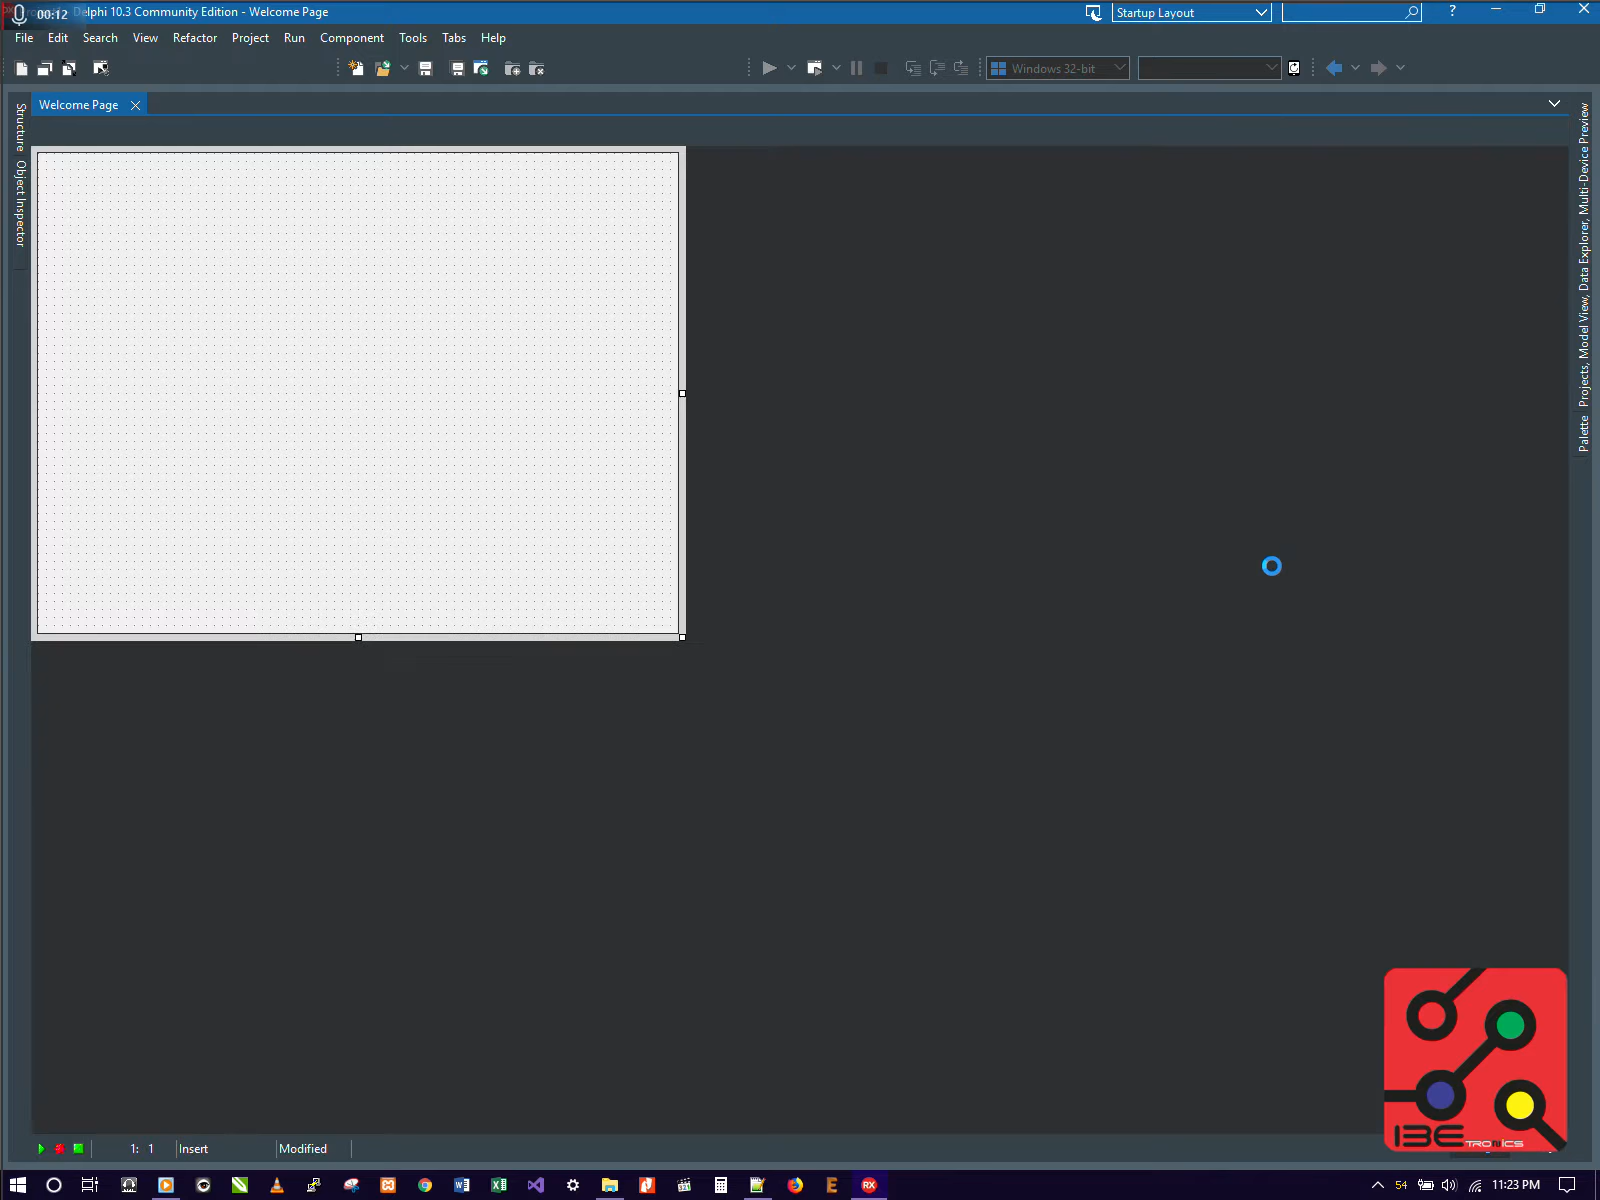 00:12
Delphi 10.3 Community Edition - Welcome Page
Startup Layout
?
File Edit Search View Refactor Project Run Component Tools Tabs Help
Windows 32-bit
Welcome Page
Structure
Object Inspector
Projects, Model View, Data Explorer, Multi-Device Preview
Palette
1: 1 Insert Modified
I3E TRONICS
54 11:23 PM